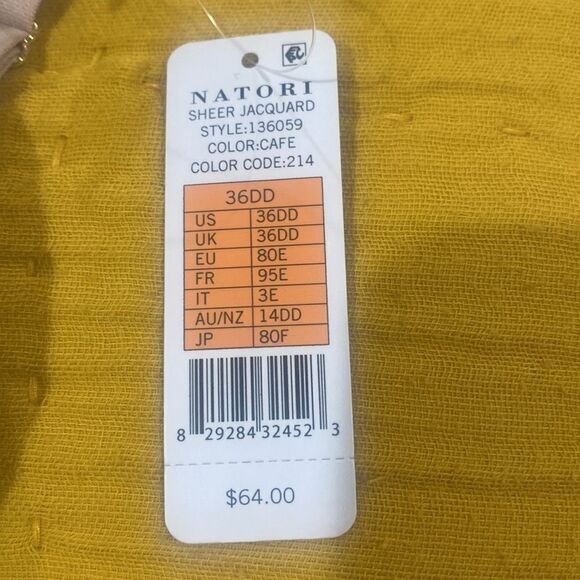 NATORI
SHEER JACQUARD
STYLE:136059
COLOR:CAFE
COLOR CODE:214
36DD
US 36DD
UK 36DD
EU 80E
FR 95E
IT 3E
AU/NZ 14DD
JP 80F
8 29284 32452 3
$64.00